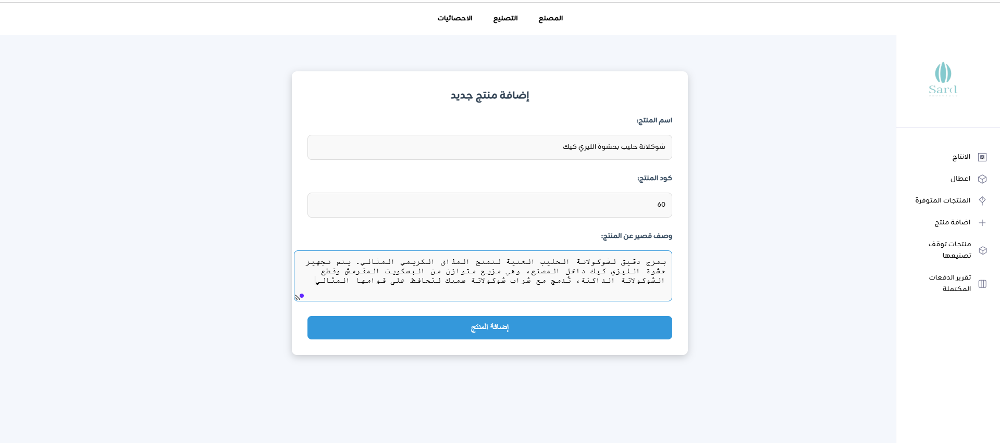 المصنع
التصنيع
الاحصائيات
Sard
الانتاج
اعطال
المنتجات المتوفرة
اضافة منتج
منتجات توقف
تصنيعها
تقرير الدفعات
المكتملة
إضافة منتج جديد
اسم المنتج:
شوكلاتة حليب بحشوة الليزي كيك
كود المنتج:
60
وصف قصير عن المنتج:
بمزج دقيق لشوكولاتة الحليب الغنية لتمنح المذاق الكريمي المثالي. يتم تجهيز
حشوة الليزي كيك داخل المصنع، وهي مزيج متوازن من البسكويت المقرمش وقطع
الشوكولاتة الداكنة، تُدمج مع شراب شوكولاتة سميك لتحافظ على قوامها المثالي
إضافة المنتج